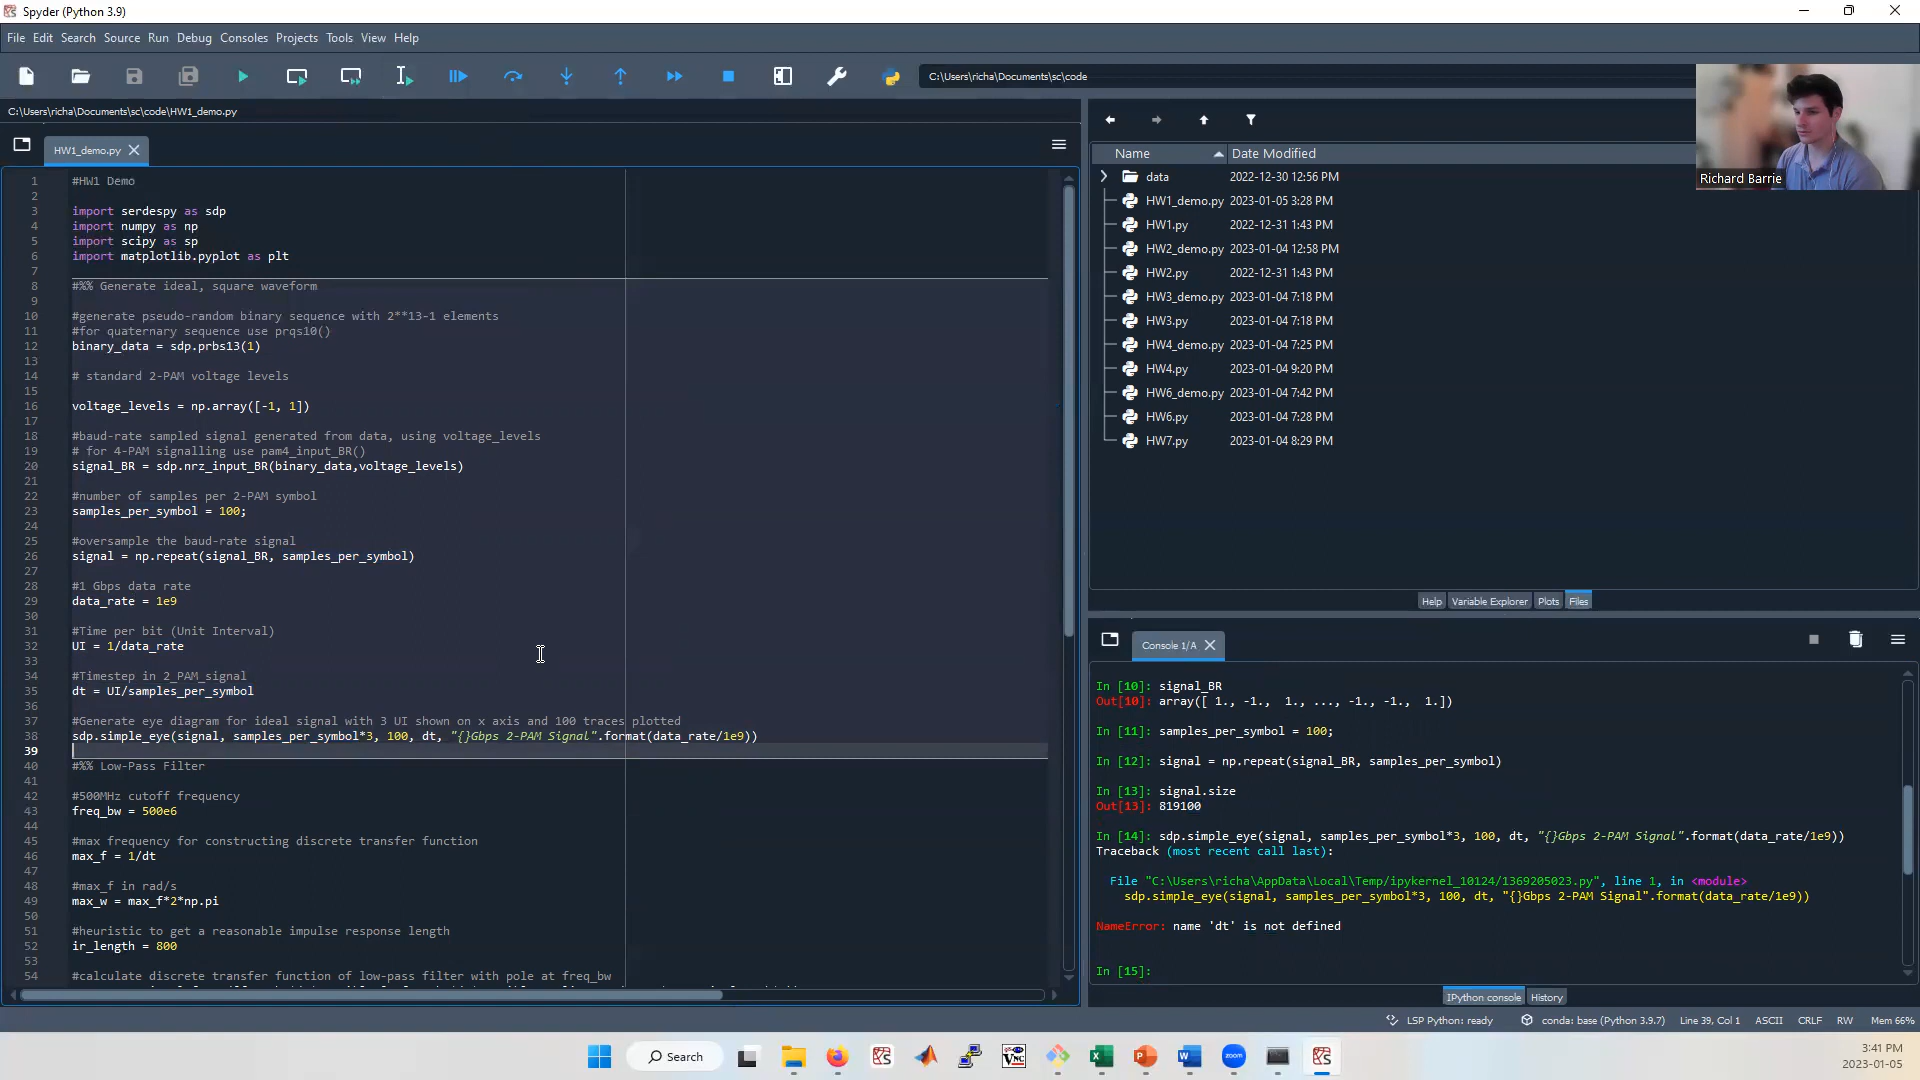 Spyder (Python 3.9)
File Edit Search Source Run Debug Consoles Projects Tools View Help
C:\Users\richa\Documents\sc\code
C:\Users\richa\Documents\sc\code\HW1_demo.py
HW1_demo.py
1 #HW1 Demo
2
3 import serdespy as sdp
4 import numpy as np
5 import scipy as sp
6 import matplotlib.pyplot as plt
7
8 #%% Generate ideal, square waveform
9
10 #generate pseudo-random binary sequence with 2**13-1 elements
11 #for quaternary sequence use prqs10()
12 binary_data = sdp.prbs13(1)
13
14 # standard 2-PAM voltage levels
15
16 voltage_levels = np.array([-1, 1])
17
18 #baud-rate sampled signal generated from data, using voltage_levels
19 # for 4-PAM signalling use pam4_input_BR()
20 signal_BR = sdp.nrz_input_BR(binary_data,voltage_levels)
21
22 #number of samples per 2-PAM symbol
23 samples_per_symbol = 100;
24
25 #oversample the baud-rate signal
26 signal = np.repeat(signal_BR, samples_per_symbol)
27
28 #1 Gbps data rate
29 data_rate = 1e9
30
31 #Time per bit (Unit Interval)
32 UI = 1/data_rate
33
34 #Timestep in 2_PAM_signal
35 dt = UI/samples_per_symbol
36
37 #Generate eye diagram for ideal signal with 3 UI shown on x axis and 100 traces plotted
38 sdp.simple_eye(signal, samples_per_symbol*3, 100, dt, "{}Gbps 2-PAM Signal".format(data_rate/1e9))
39
40 #%% Low-Pass Filter
41
42 #500MHz cutoff frequency
43 freq_bw = 500e6
44
45 #max frequency for constructing discrete transfer function
46 max_f = 1/dt
47
48 #max_f in rad/s
49 max_w = max_f*2*np.pi
50
51 #heuristic to get a reasonable impulse response length
52 ir_length = 800
53
54 #calculate discrete transfer function of low-pass filter with pole at freq_bw
Name Date Modified
data 2022-12-30 12:56 PM
HW1_demo.py 2023-01-05 3:28 PM
HW1.py 2022-12-31 1:43 PM
HW2_demo.py 2023-01-04 12:58 PM
HW2.py 2022-12-31 1:43 PM
HW3_demo.py 2023-01-04 7:18 PM
HW3.py 2023-01-04 7:18 PM
HW4_demo.py 2023-01-04 7:25 PM
HW4.py 2023-01-04 9:20 PM
HW6_demo.py 2023-01-04 7:42 PM
HW6.py 2023-01-04 7:28 PM
HW7.py 2023-01-04 8:29 PM
Richard Barrie
Help Variable Explorer Plots Files
Console 1/A
In [10]: signal_BR
Out[10]: array([ 1., -1., 1., ..., -1., -1., 1.])
In [11]: samples_per_symbol = 100;
In [12]: signal = np.repeat(signal_BR, samples_per_symbol)
In [13]: signal.size
Out[13]: 819100
In [14]: sdp.simple_eye(signal, samples_per_symbol*3, 100, dt, "{}Gbps 2-PAM Signal".format(data_rate/1e9))
Traceback (most recent call last):
File "C:\Users\richa\AppData\Local\Temp/ipykernel_10124/1369205023.py", line 1, in <module>
sdp.simple_eye(signal, samples_per_symbol*3, 100, dt, "{}Gbps 2-PAM Signal".format(data_rate/1e9))
NameError: name 'dt' is not defined
In [15]:
IPython console History
LSP Python: ready conda: base (Python 3.9.7) Line 39, Col 1 ASCII CRLF RW Mem 66%
Search
zoom
3:41 PM
2023-01-05